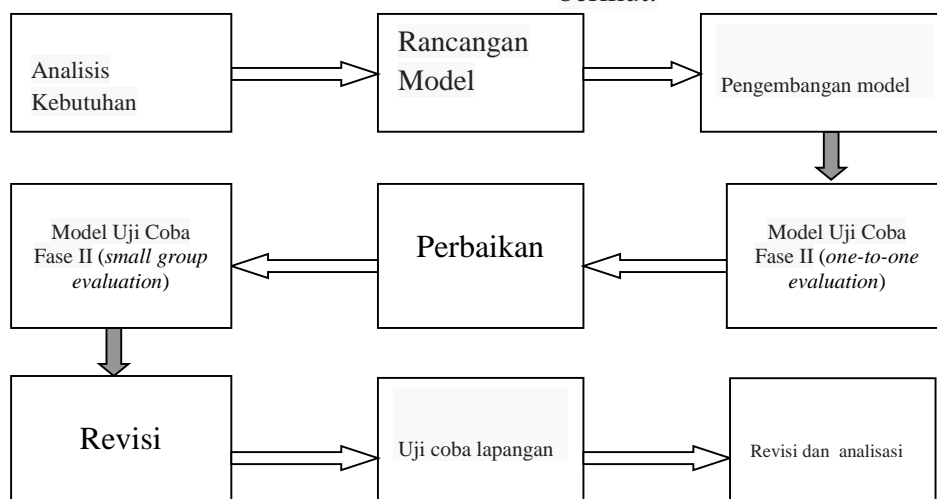 Analisis
Kebutuhan
Rancangan
Model
Pengembangan model
Model Uji Coba
Fase II (one-to-one
evaluation)
Perbaikan
Model Uji Coba
Fase II (small group
evaluation)
Revisi
Uji coba lapangan
Revisi dan analisasi